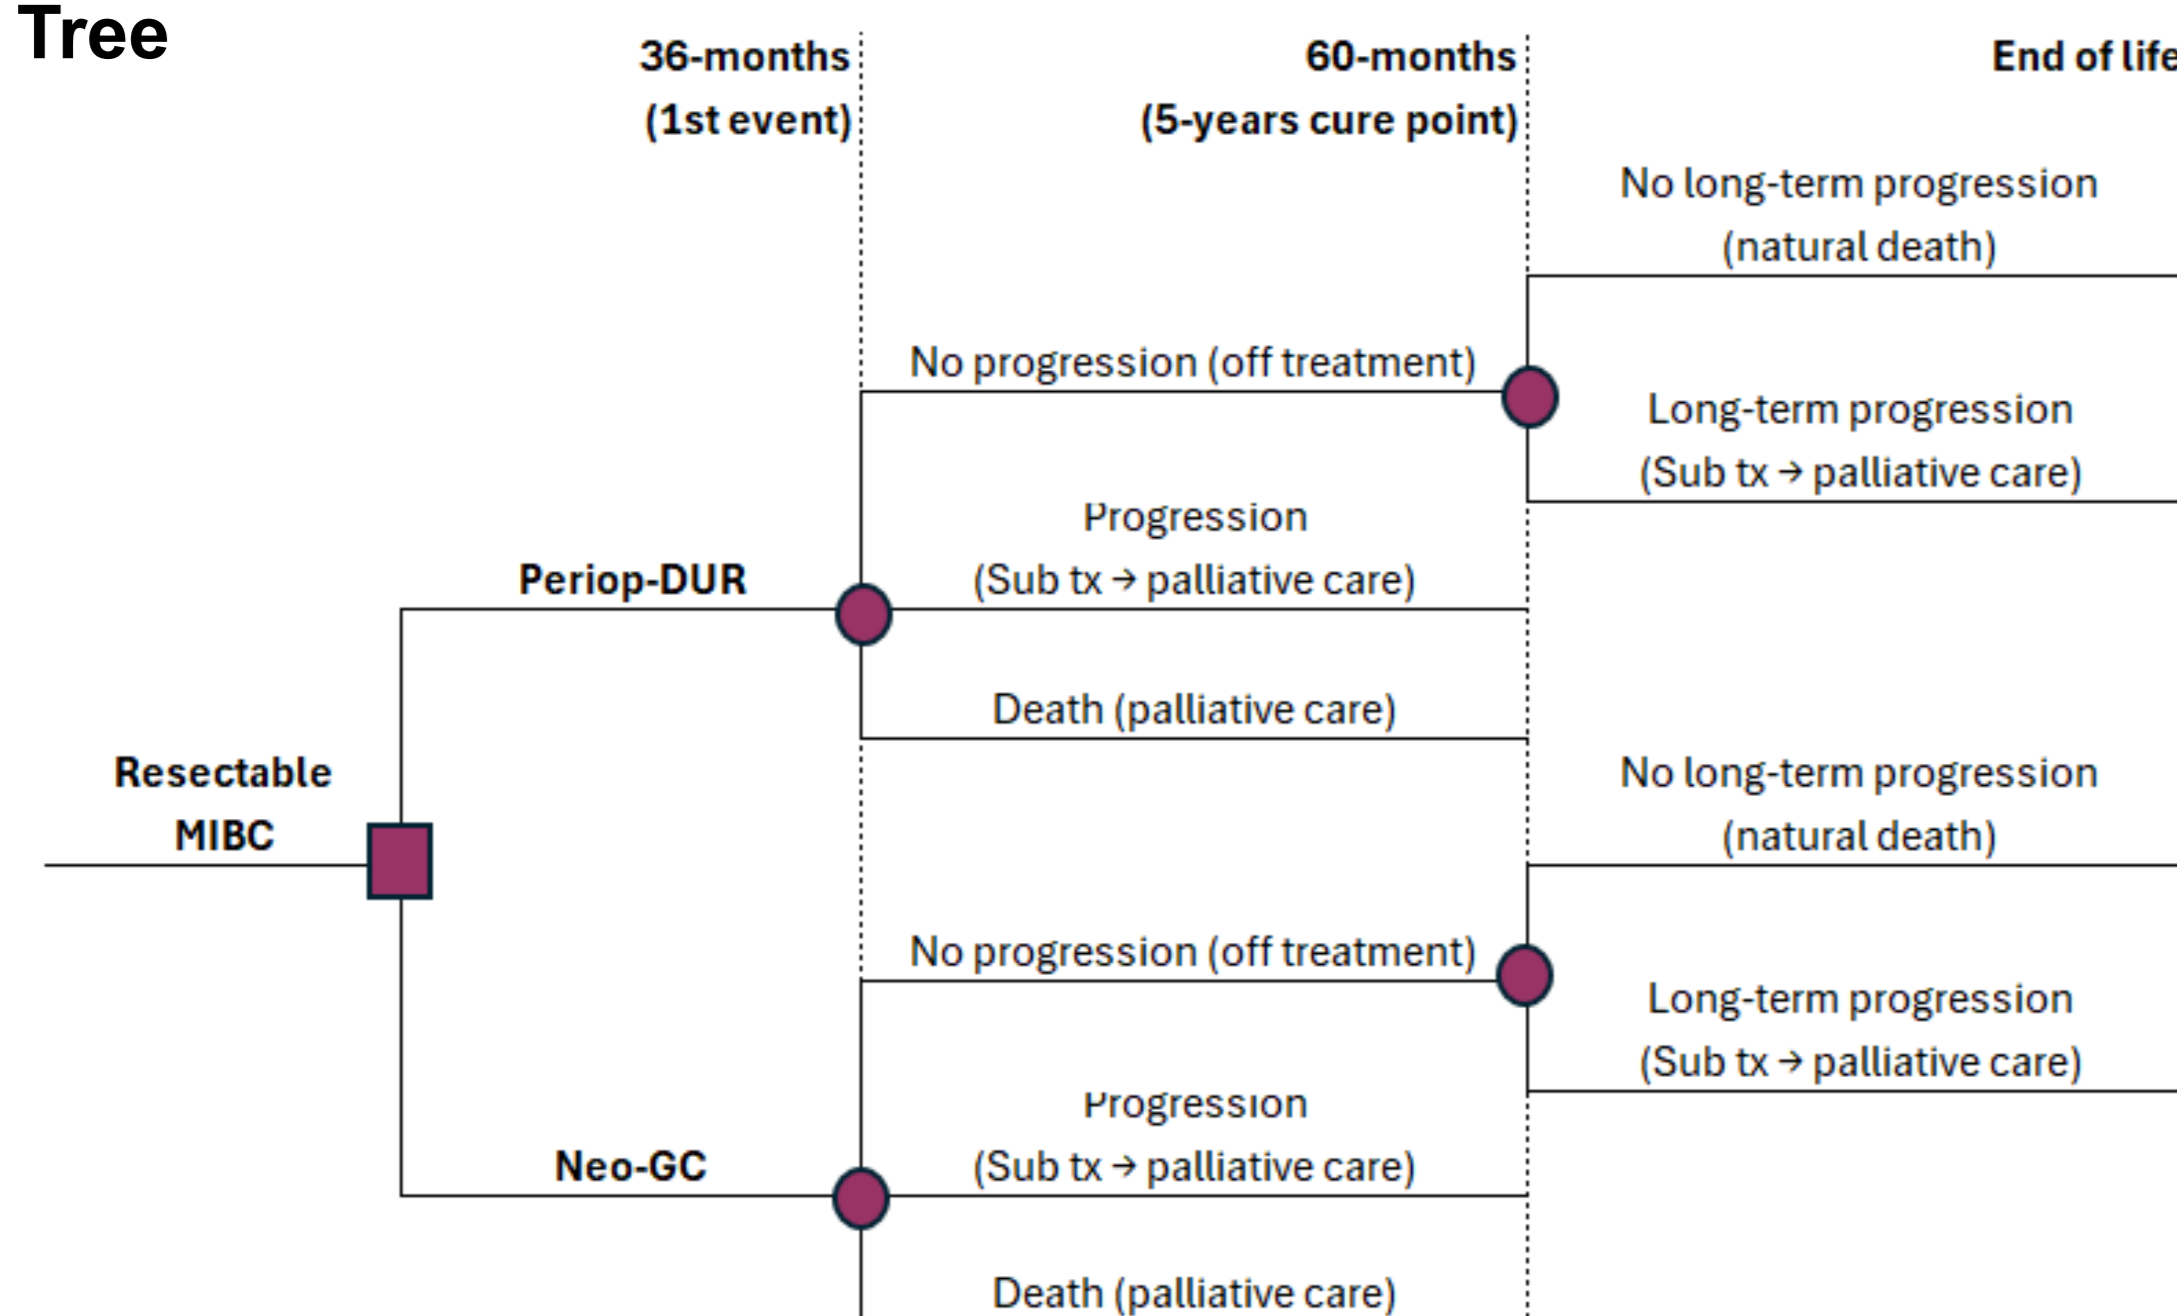 Tree
36-months
(1st event)
60-months
(5-years cure point)
End of life
No long-term progression
(natural death)
No progression (off treatment)
Long-term progression
(Sub tx → palliative care)
Progression
(Sub tx → palliative care)
Periop-DUR
Death (palliative care)
Resectable
MIBC
No long-term progression
(natural death)
No progression (off treatment)
Long-term progression
(Sub tx → palliative care)
Progression
(Sub tx → palliative care)
Neo-GC
Death (palliative care)